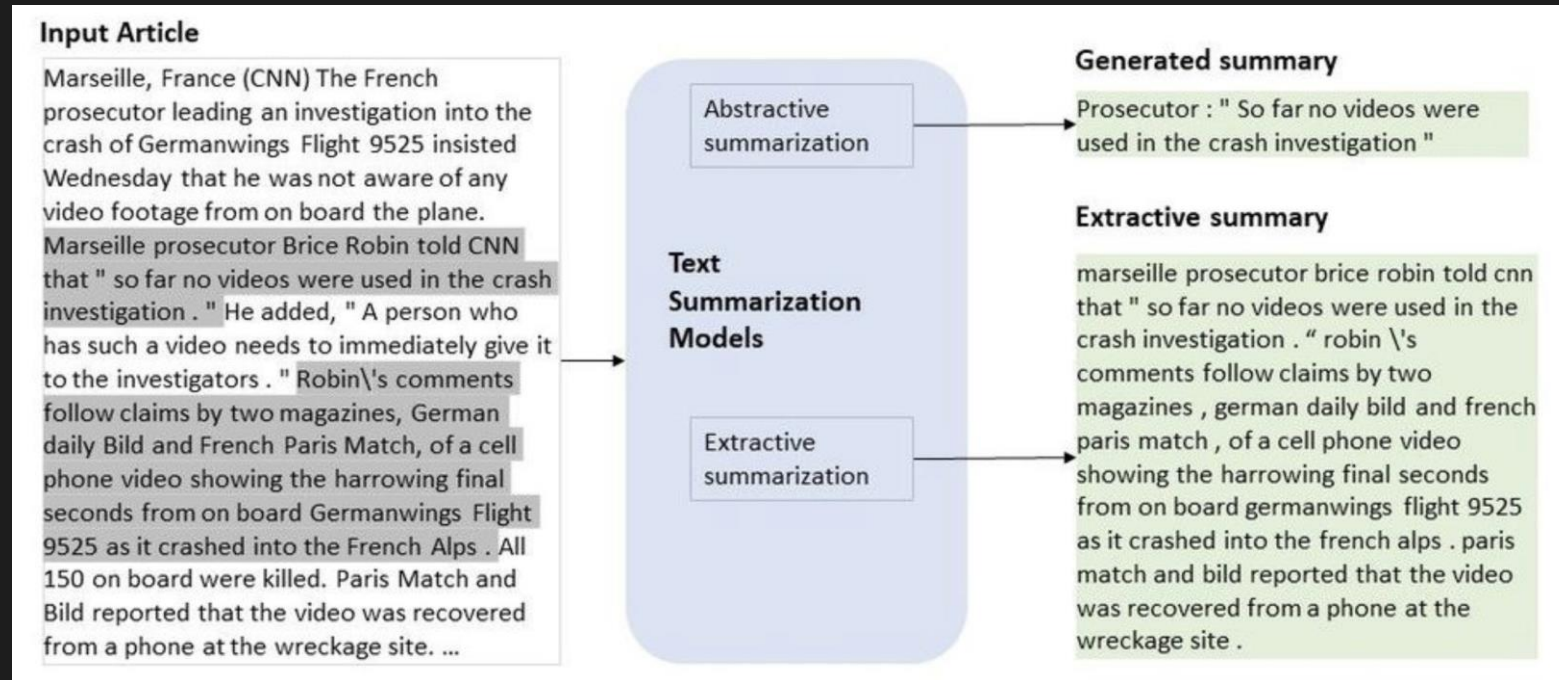 Input Article
Marseille, France (CNN) The French
prosecutor leading an investigation into the
crash of Germanwings Flight 9525 insisted
Wednesday that he was not aware of any
video footage from on board the plane.
Marseille prosecutor Brice Robin told CNN
that " so far no videos were used in the crash
investigation . " He added, " A person who
has such a video needs to immediately give it
to the investigators . " Robin\'s comments
follow claims by two magazines, German
daily Bild and French Paris Match, of a cell
phone video showing the harrowing final
seconds from on board Germanwings Flight
9525 as it crashed into the French Alps . All
150 on board were killed. Paris Match and
Bild reported that the video was recovered
from a phone at the wreckage site. ...
Abstractive
summarization
Text
Summarization
Models
Extractive
summarization
Generated summary
Prosecutor : " So far no videos were
used in the crash investigation "
Extractive summary
marseille prosecutor brice robin told cnn
that " so far no videos were used in the
crash investigation . “ robin \'s
comments follow claims by two
magazines , german daily bild and french
paris match , of a cell phone video
showing the harrowing final seconds
from on board germanwings flight 9525
as it crashed into the french alps . paris
match and bild reported that the video
was recovered from a phone at the
wreckage site .